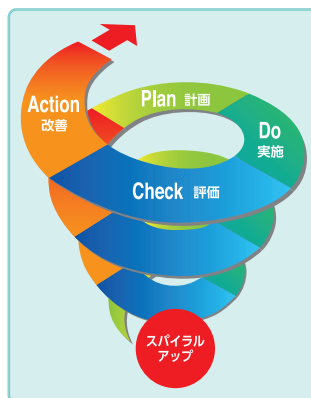 Plan 計画
Action
改善
Do
実施
Check 評価
スパイラル
アップ